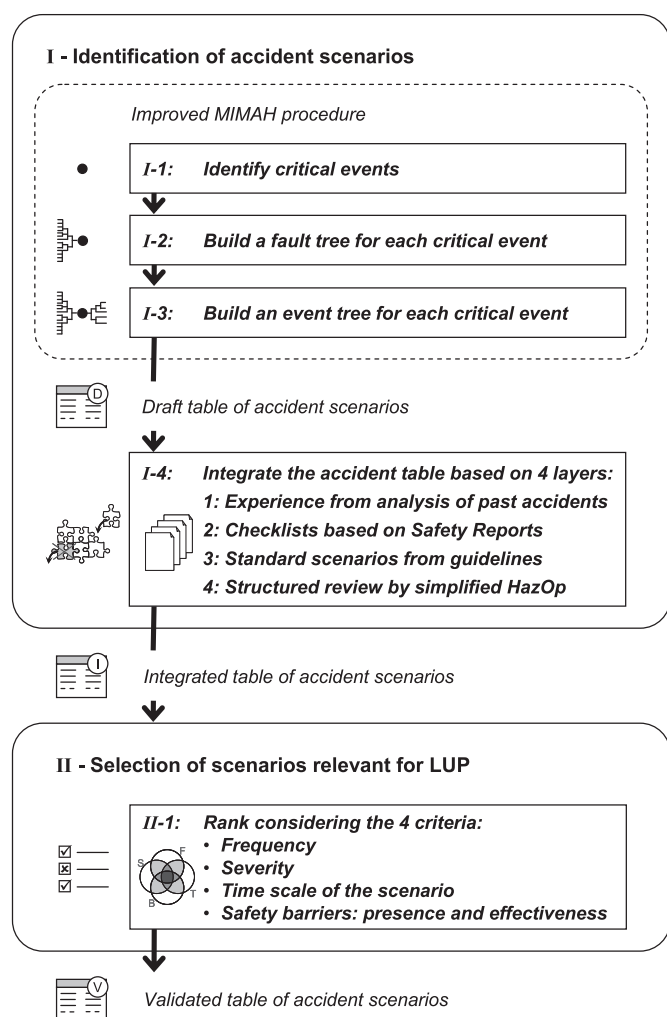 I - Identification of accident scenarios
Improved MIMAH procedure
I-1: Identify critical events
I-2: Build a fault tree for each critical event
I-3: Build an event tree for each critical event
D
Draft table of accident scenarios
I-4: Integrate the accident table based on 4 layers:
1: Experience from analysis of past accidents
2: Checklists based on Safety Reports
3: Standard scenarios from guidelines
4: Structured review by simplified HazOp
I
Integrated table of accident scenarios
II - Selection of scenarios relevant for LUP
II-1: Rank considering the 4 criteria:
• Frequency
• Severity
• Time scale of the scenario
• Safety barriers: presence and effectiveness
F
S
T
B
V
Validated table of accident scenarios